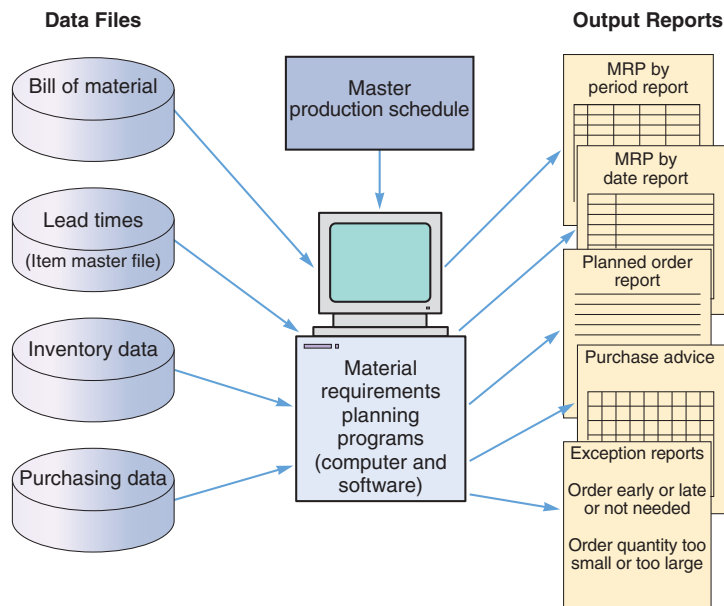 Data Files
Bill of material
Lead times
(Item master file)
Inventory data
Purchasing data
Master
production schedule
Material
requirements
planning
programs
(computer and
software)
Output Reports
MRP by
period report
MRP by
date report
Planned order
report
Purchase advice
Exception reports
Order early or late
or not needed
Order quantity too
small or too large